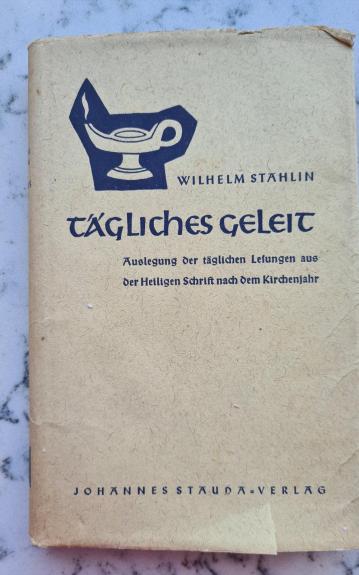 WILHELM STÄHLIN
TÄGLICHES GELEIT
Auslegung der täglichen Lesungen aus
der Heiligen Schrift nach dem Kirchenjahr
JOHANNES STAUDA-VERLAG